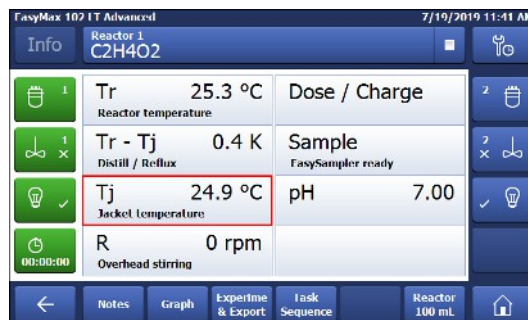 EasyMax 102 LT Advanced 7/19/2019 11:41 AM
Info Reactor 1
C2H4O2
1 Tr 25.3 °C Dose / Charge 2
Reactor temperature
1 Tr - Tj 0.4 K Sample 2
Distill / Reflux EasySampler ready
Tj 24.9 °C pH 7.00
Jacket temperature
R 0 rpm
00:00:00 Overhead stirring
Notes Graph Experime & Export Task Sequence Reactor 100 mL